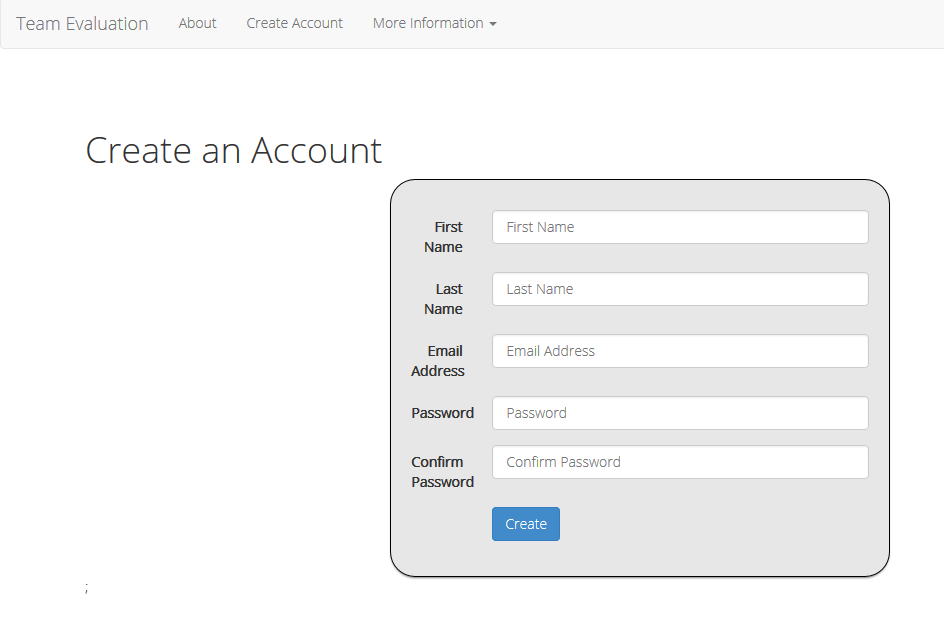 Team Evaluation About Create Account More Information
Create an Account
First Name First Name
Last Name Last Name
Email Address Email Address
Password Password
Confirm Password Confirm Password
Create
;